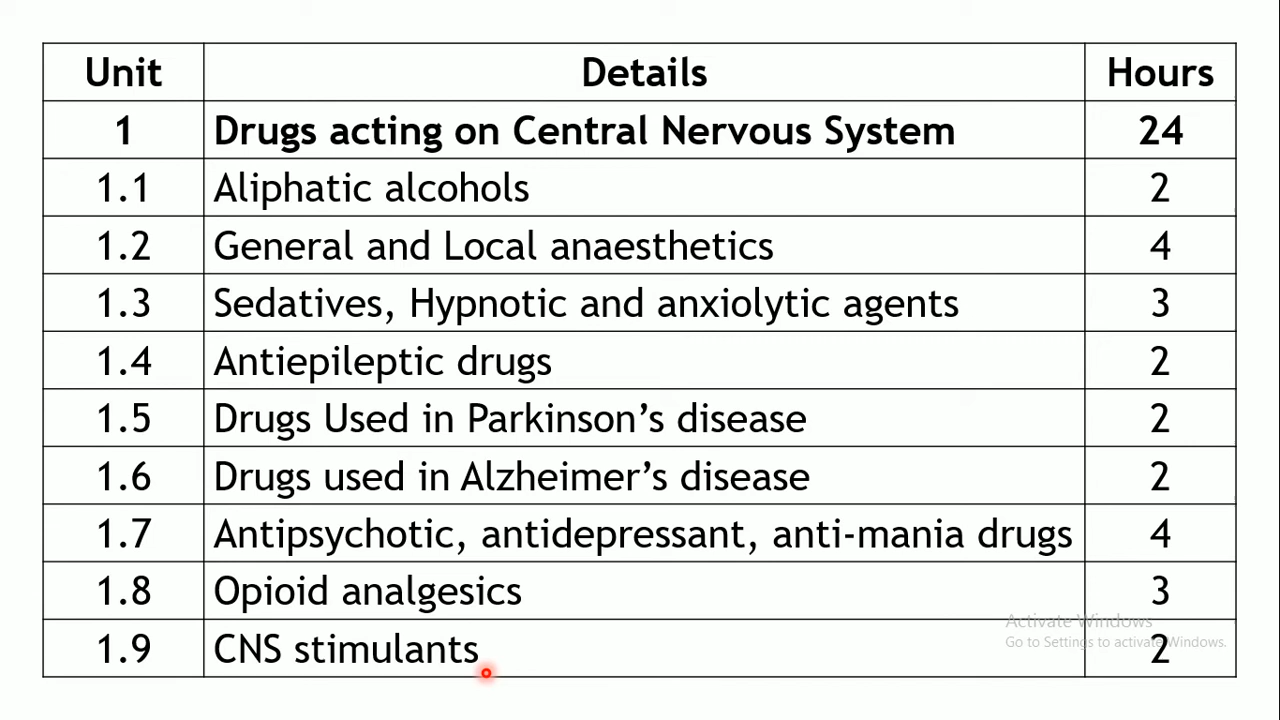 Unit Details Hours
1 Drugs acting on Central Nervous System 24
1.1 Aliphatic alcohols 2
1.2 General and Local anaesthetics 4
1.3 Sedatives, Hypnotic and anxiolytic agents 3
1.4 Antiepileptic drugs 2
1.5 Drugs Used in Parkinson’s disease 2
1.6 Drugs used in Alzheimer’s disease 2
1.7 Antipsychotic, antidepressant, anti-mania drugs 4
1.8 Opioid analgesics 3
1.9 CNS stimulants 2
Activate Windows
Go to Settings to activate Windows.